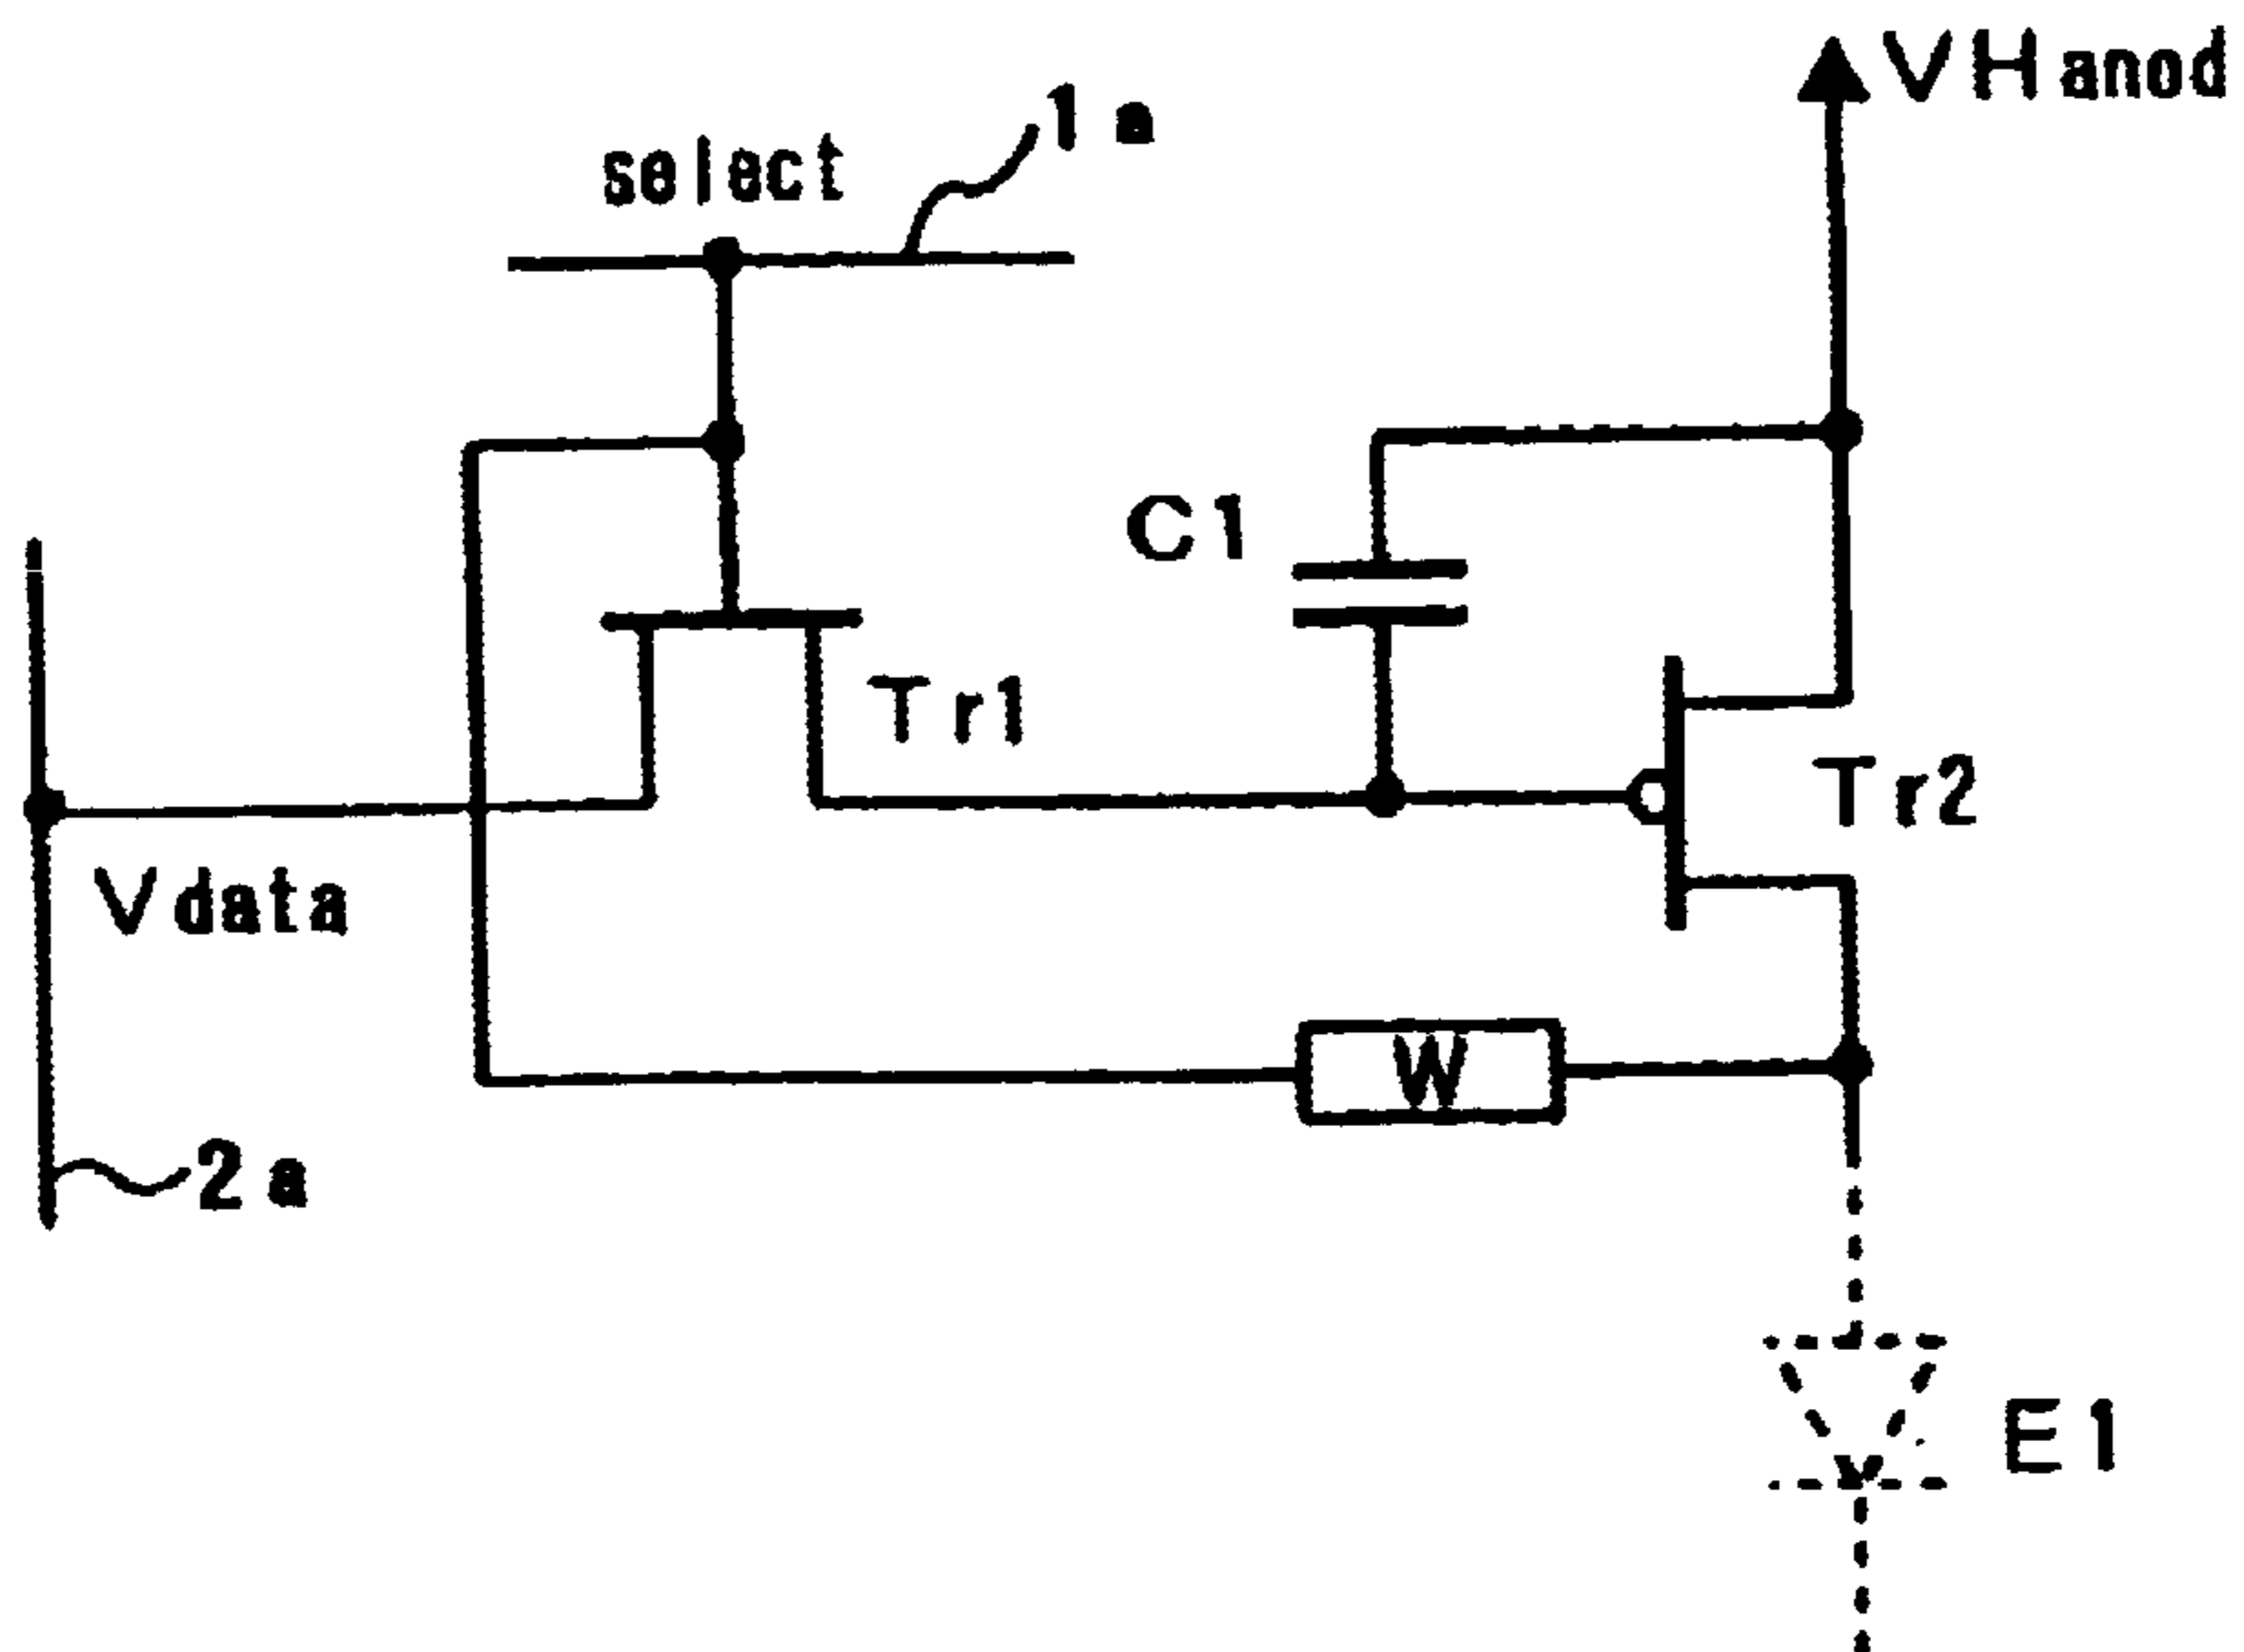 VHanod
1a
select
C1
Tr1
Tr2
Vdata
W
2a
E1